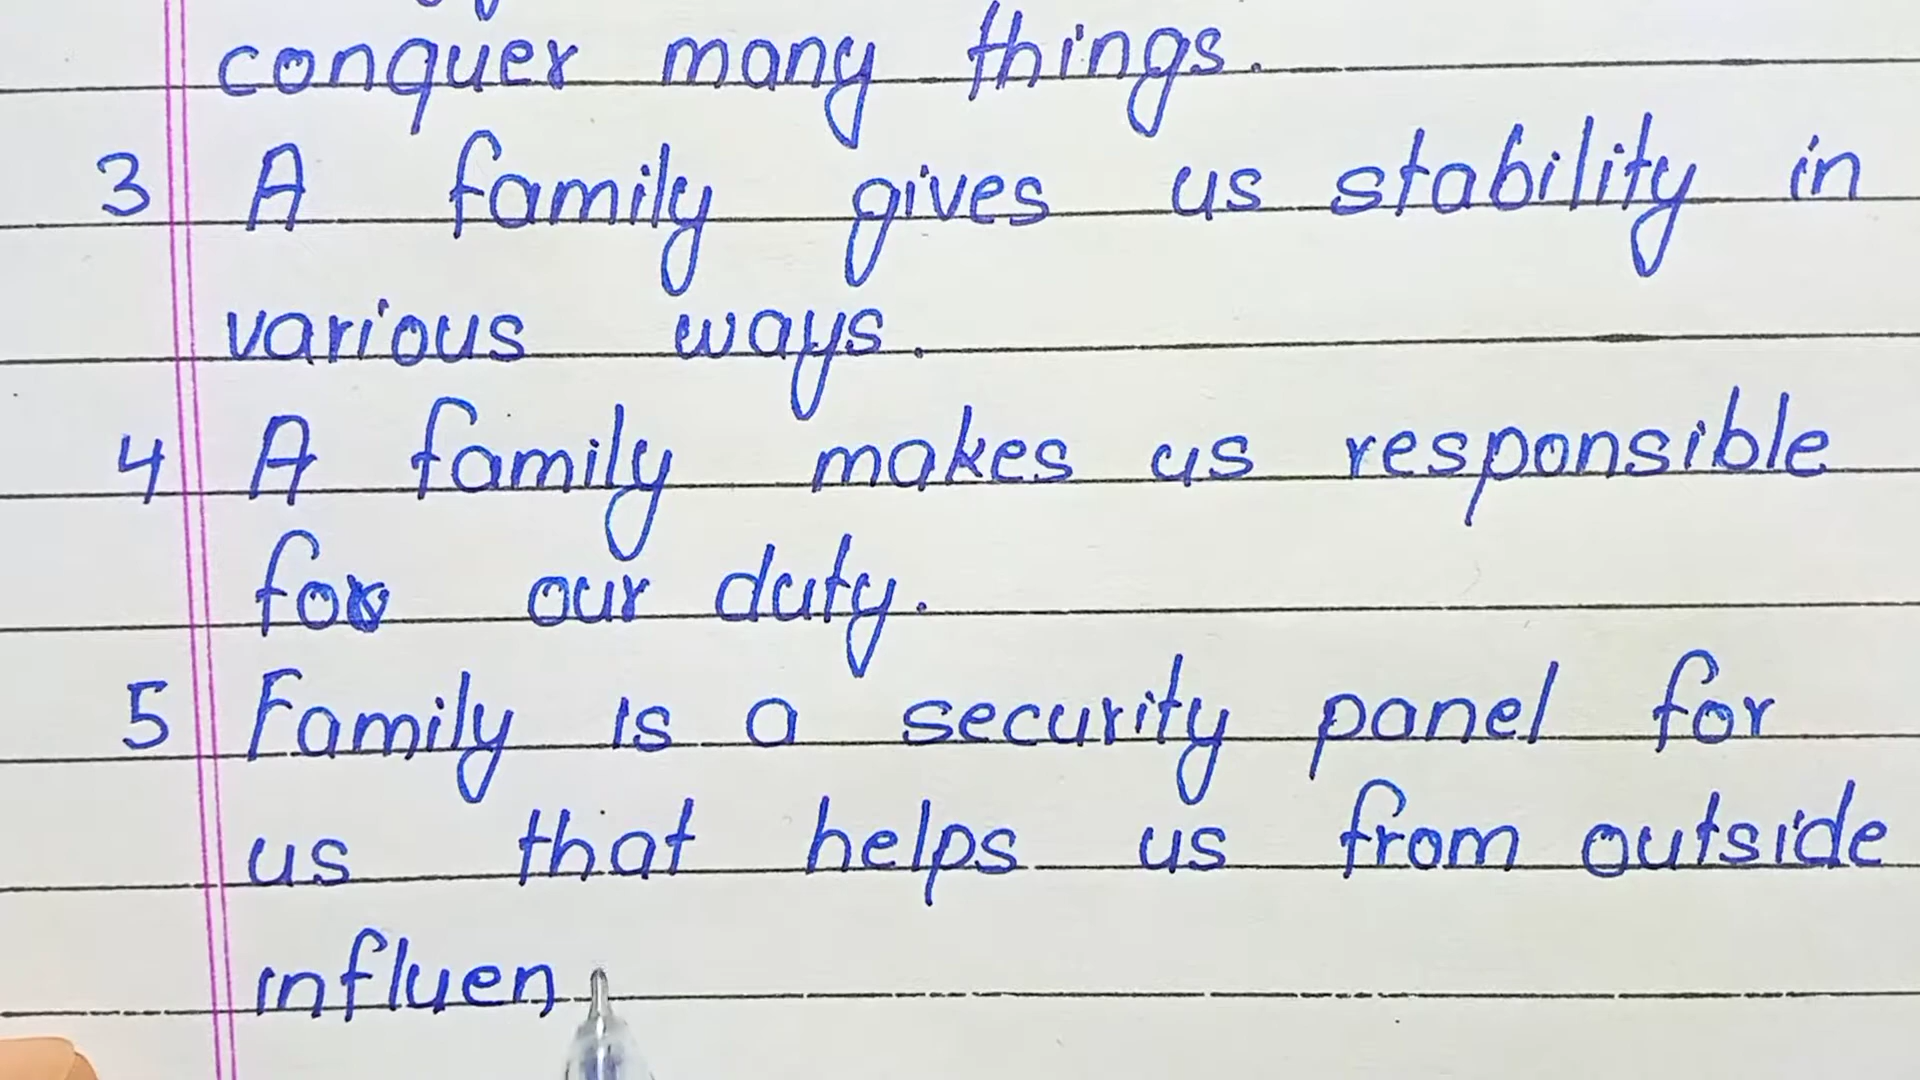 conquer many things.
3 A family gives us stability in
various ways.
4 A family makes us responsible
for our duty.
5 Family is a security panel for
us that helps us from outside
influen